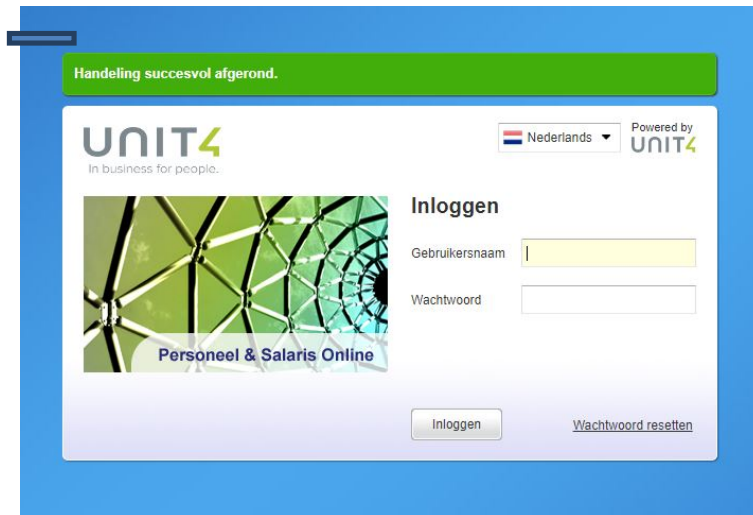 Handeling succesvol afgerond.
UNIT4
In business for people.
Nederlands
Powered by
UNIT4
Inloggen
Gebruikersnaam
Wachtwoord
Personeel & Salaris Online
Inloggen
Wachtwoord resetten